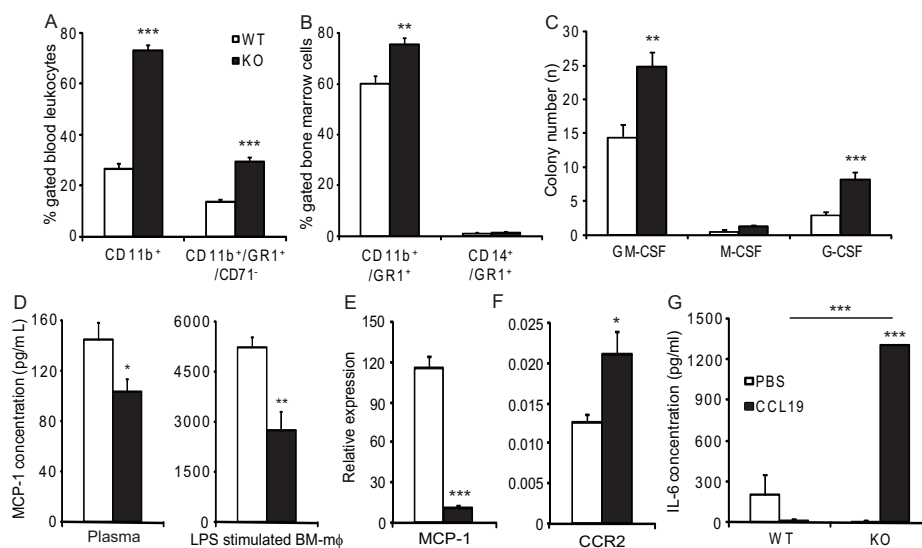 A
% gated blood leukocytes
80
60
40
20
0
***
***
WT
KO
CD11b+
CD11b+/GR1+
/CD71-
B
% gated bone marrow cells
80
60
40
20
0
**
CD11b+
/GR1+
CD14+
/GR1+
C
Colony number (n)
30
25
20
15
10
5
0
**
***
GM-CSF
M-CSF
G-CSF
D
MCP-1 concentration (pg/mL)
160
120
80
40
0
*
Plasma
6000
4500
3000
1500
0
**
LPS stimulated BM-mϕ
E
Relative expression
150
120
90
60
30
0
***
MCP-1
F
0.025
0.020
0.015
0.010
0.005
0.000
*
CCR2
G
IL-6 concentration (pg/ml)
1500
1200
900
600
300
0
***
***
PBS
CCL19
WT
KO